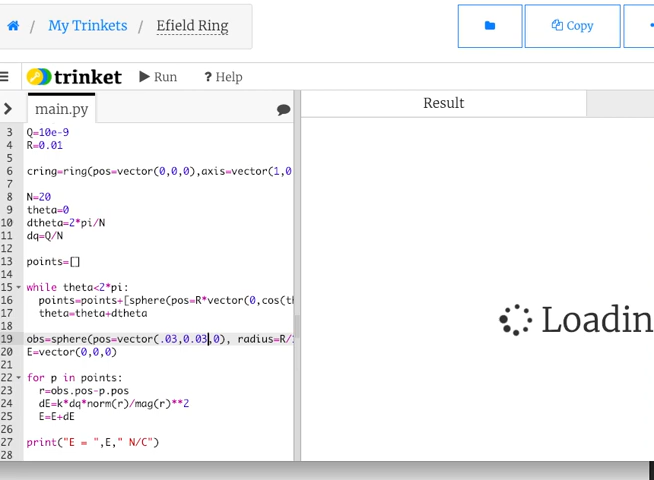 / My Trinkets / Efield Ring
Copy
trinket Run ? Help
main.py
Result
3 Q=10e-9
4 R=0.01
5
6 cring=ring(pos=vector(0,0,0),axis=vector(1,0
7
8 N=20
9 theta=0
10 dtheta=2*pi/N
11 dq=Q/N
12
13 points=[]
14
15 while theta<2*pi:
16 points=points+[sphere(pos=R*vector(0,cos(th
17 theta=theta+dtheta
18
19 obs=sphere(pos=vector(.03,0.03,0), radius=R/
20 E=vector(0,0,0)
21
22 for p in points:
23 r=obs.pos-p.pos
24 dE=k*dq*norm(r)/mag(r)**2
25 E=E+dE
26
27 print("E = ",E," N/C")
28
Loadin